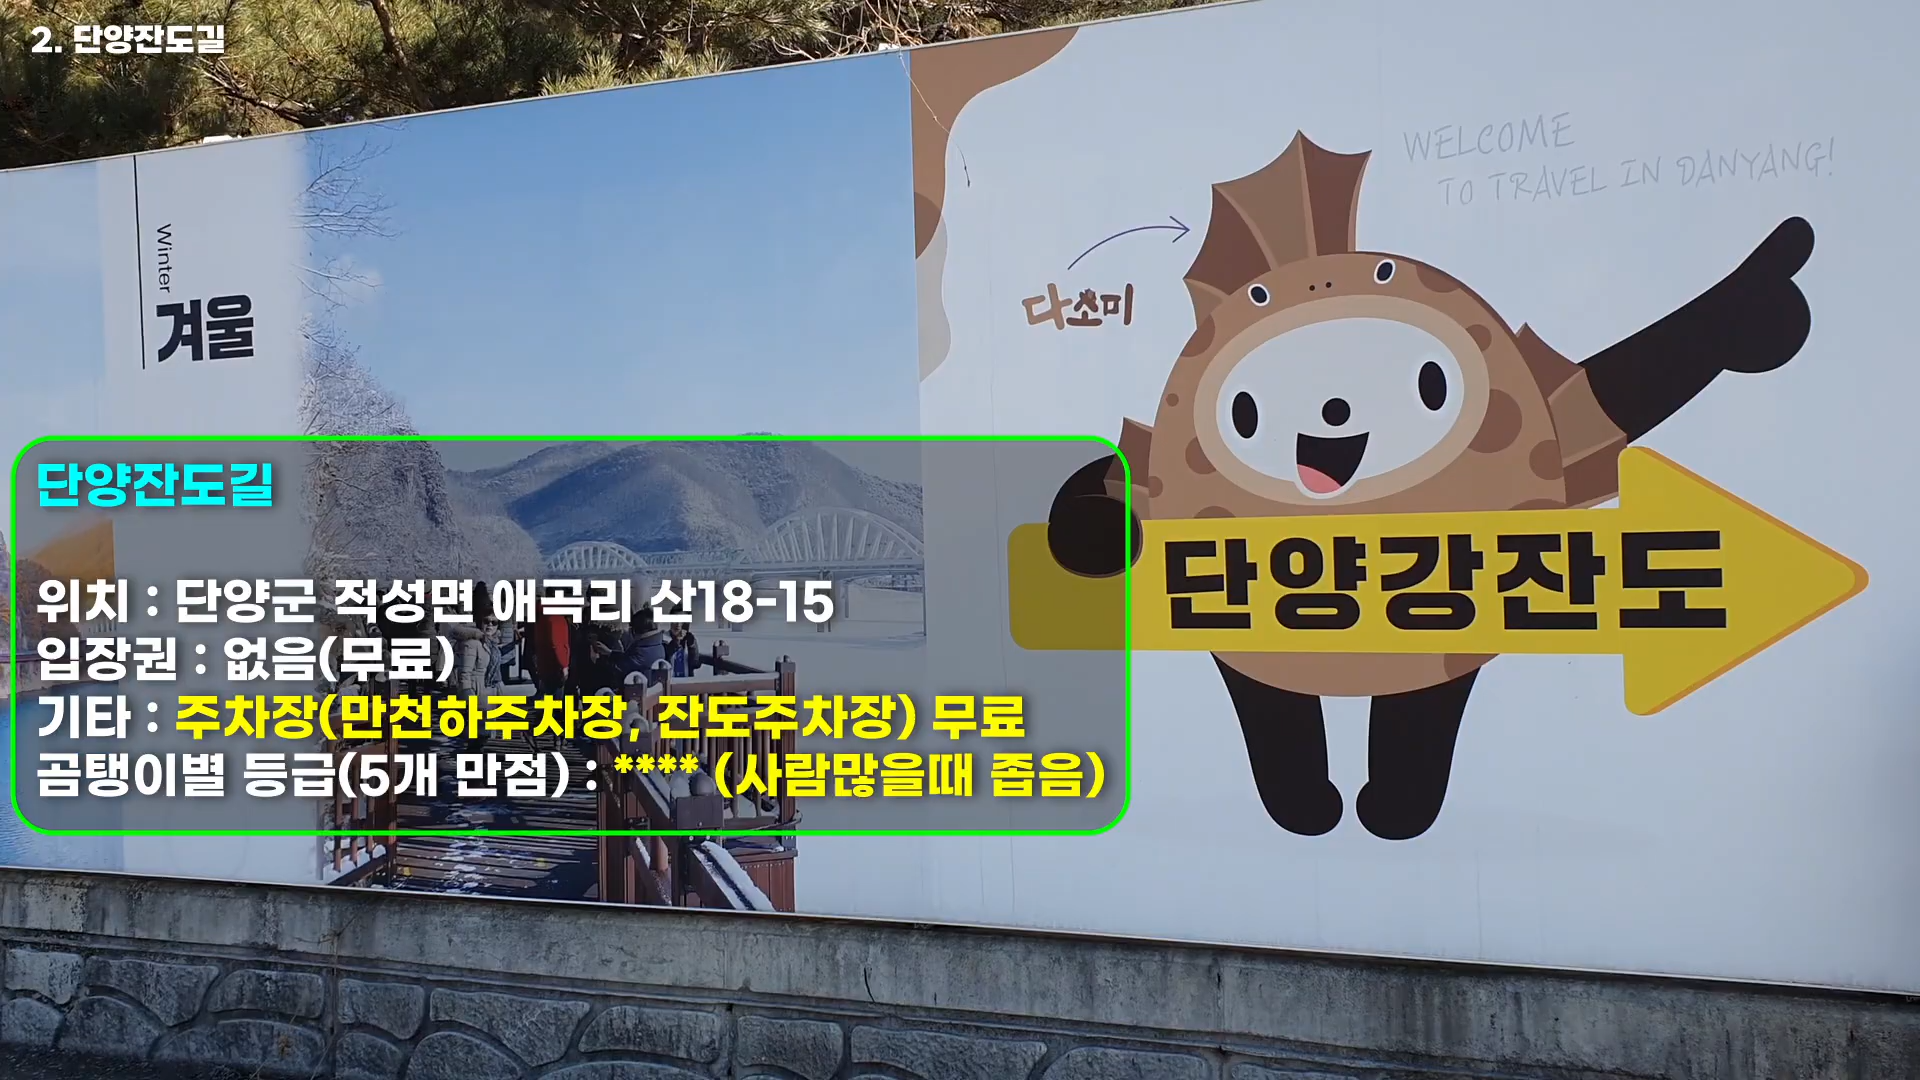 2. 단양잔도길
WELCOME
TO TRAVEL IN DANYANG!
Winter
겨울
다소미
단양강잔도
단양잔도길
위치 : 단양군 적성면 애곡리 산18-15
입장권 : 없음(무료)
기타 : 주차장(만천하주차장, 잔도주차장) 무료
곰탱이별 등급(5개 만점) : **** (사람많을때 좁음)